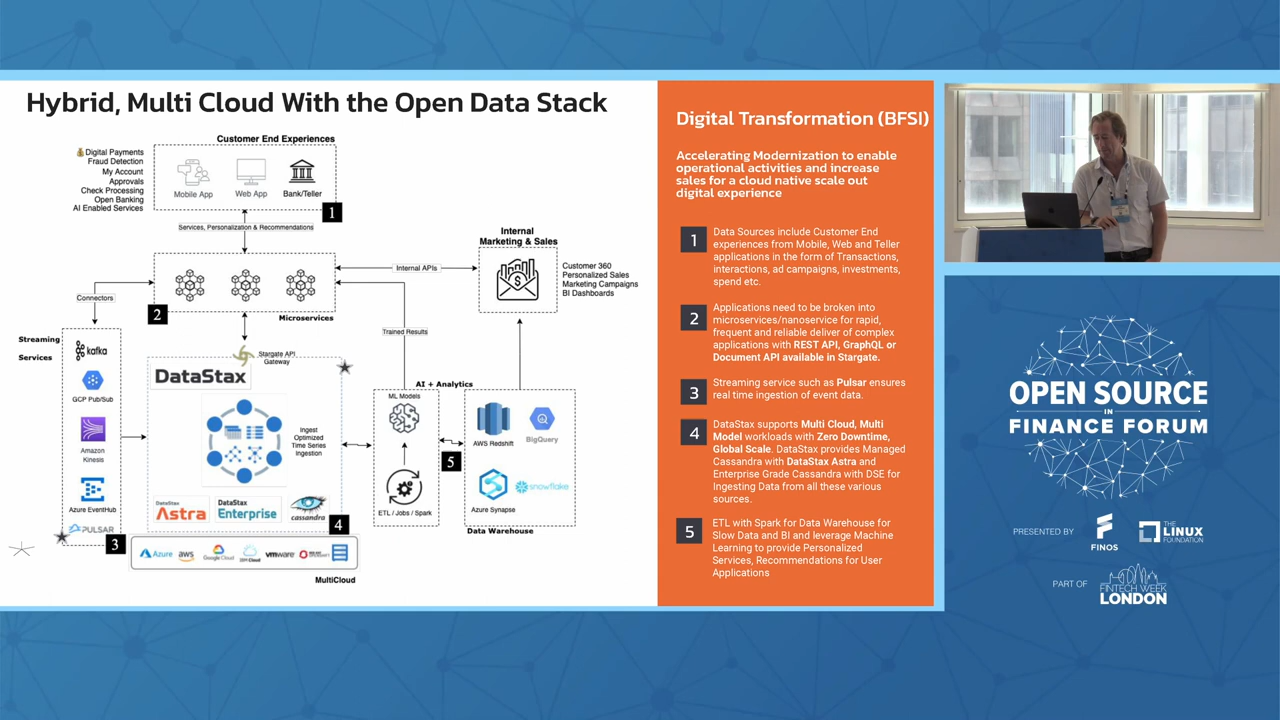 Hybrid, Multi Cloud With the Open Data Stack
Customer End Experiences
Digital Payments
Fraud Detection
My Account
Approvals
Check Processing
Open Banking
AI Enabled Services
Mobile App
Web App
Bank/Teller
1
Services, Personalization & Recommendations
Internal
Marketing & Sales
Internal APIs
Customer 360
Personalized Sales
Marketing Campaigns
BI Dashboards
Connectors
2
Microservices
Trained Results
Streaming
Services
kafka
GCP Pub/Sub
Amazon
Kinesis
Azure EventHub
PULSAR
3
Stargate API
Gateway
DataStax
Ingest
Optimized
Time Series
Ingestion
DataStax
Astra
DataStax
Enterprise
cassandra
4
AI + Analytics
ML Models
ETL / Jobs / Spark
5
AWS Redshift
BigQuery
Azure Synapse
snowflake
Data Warehouse
Azure
aws
Google Cloud
IBM Cloud
vmware
MultiCloud
Digital Transformation (BFSI)
Accelerating Modernization to enable
operational activities and increase
sales for a cloud native scale out
digital experience
1
Data Sources include Customer End
experiences from Mobile, Web and Teller
applications in the form of Transactions,
interactions, ad campaigns, investments,
spend etc.
2
Applications need to be broken into
microservices/nanoservice for rapid,
frequent and reliable deliver of complex
applications with REST API, GraphQL or
Document API available in Stargate.
3
Streaming service such as Pulsar ensures
real time ingestion of event data.
4
DataStax supports Multi Cloud, Multi
Model workloads with Zero Downtime,
Global Scale. DataStax provides Managed
Cassandra with DataStax Astra and
Enterprise Grade Cassandra with DSE for
Ingesting Data from all these various
sources.
5
ETL with Spark for Data Warehouse for
Slow Data and BI and leverage Machine
Learning to provide Personalized
Services, Recommendations for User
Applications
OPEN SOURCE
IN
FINANCE FORUM
PRESENTED BY
FINOS
THE LINUX FOUNDATION
PART OF
FINTECH WEEK
LONDON